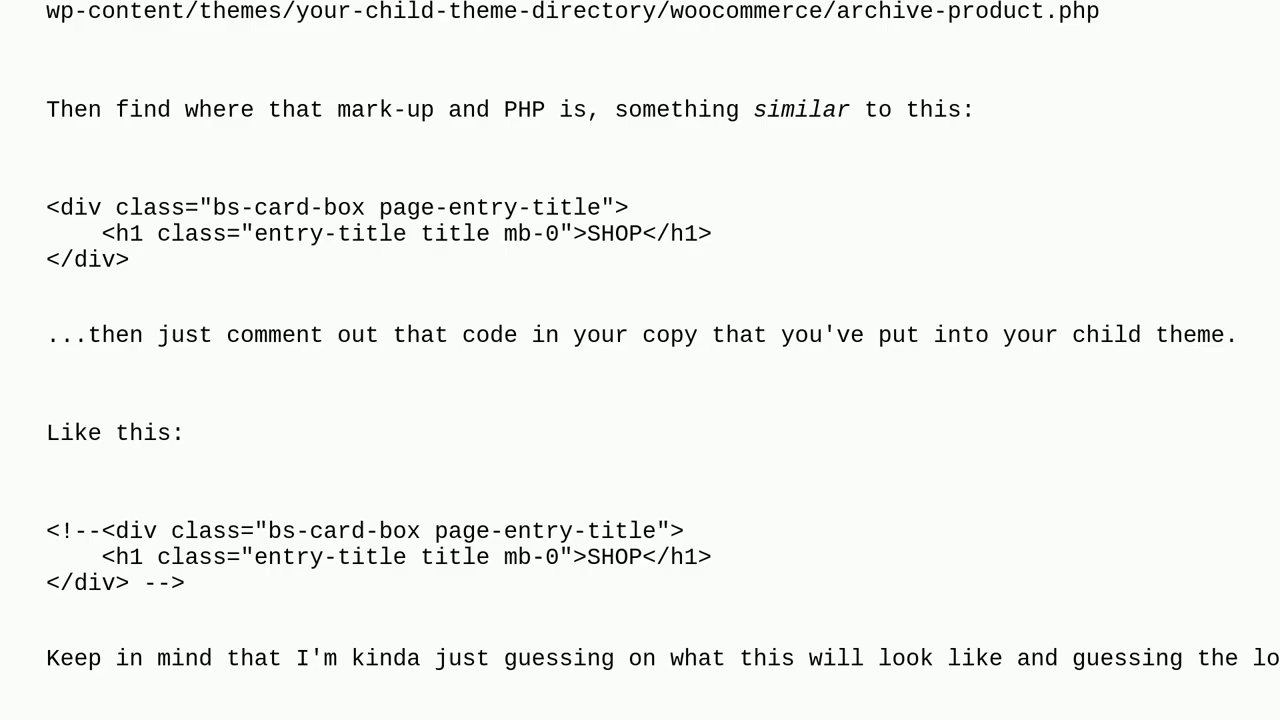 wp-content/themes/your-child-theme-directory/woocommerce/archive-product.php
Then find where that mark-up and PHP is, something similar to this:
<div class="bs-card-box page-entry-title">
    <h1 class="entry-title title mb-0">SHOP</h1>
</div>
...then just comment out that code in your copy that you've put into your child theme.
Like this:
<!--<div class="bs-card-box page-entry-title">
    <h1 class="entry-title title mb-0">SHOP</h1>
</div> -->
Keep in mind that I'm kinda just guessing on what this will look like and guessing the lo